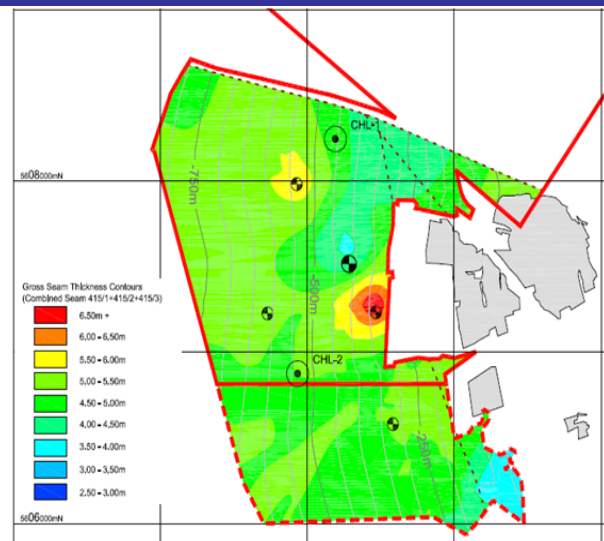 CHL-1
5608000mN
-750m
-500m
Gross Seam Thickness Contours
(Combined Seam 415/1+415/2+415/3)
6.50m +
6.00 - 6.50m
5.50 - 6.00m
5.00 - 5.50m
4.50 - 5.00m
4.00 - 4.50m
3.50 - 4.00m
3.00 - 3.50m
2.50 - 3.00m
CHL-2
-250m
5606000mN